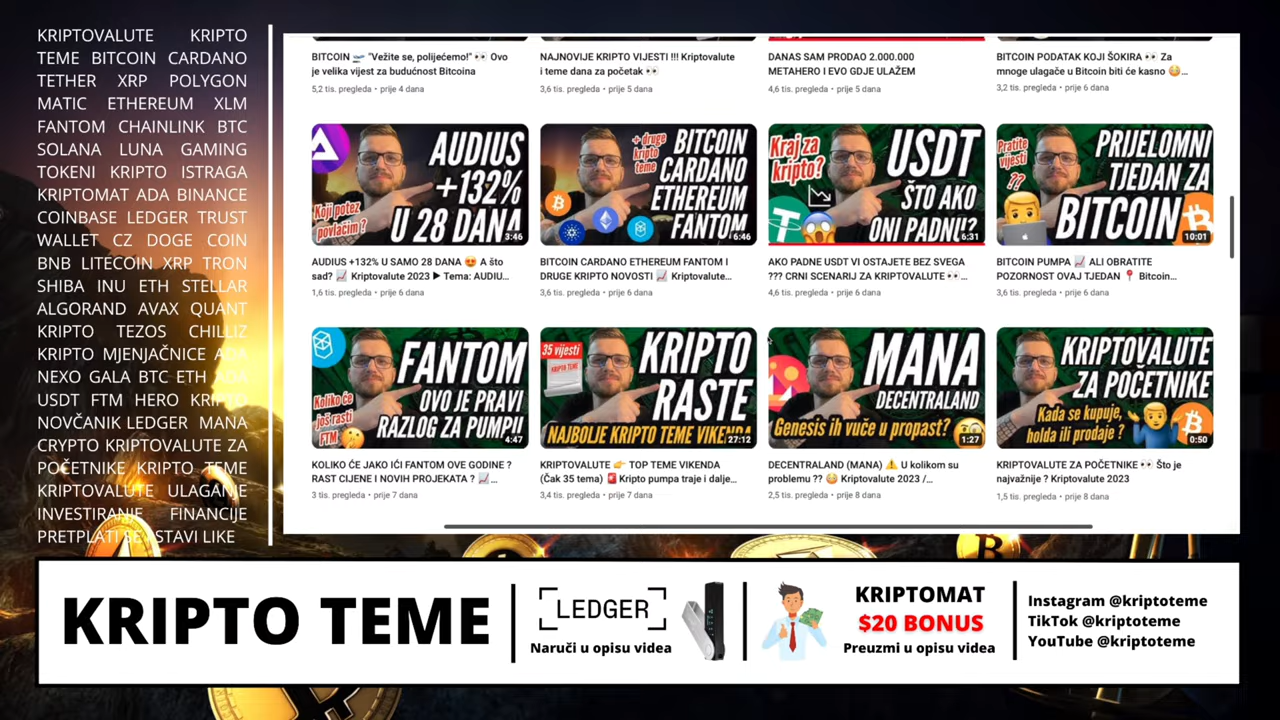 KRIPTOVALUTE KRIPTO
TEME BITCOIN CARDANO
TETHER XRP POLYGON
MATIC ETHEREUM XLM
FANTOM CHAINLINK BTC
SOLANA LUNA GAMING
TOKENI KRIPTO ISTRAGA
KRIPTOMAT ADA BINANCE
COINBASE LEDGER TRUST
WALLET CZ DOGE COIN
BNB LITECOIN XRP TRON
SHIBA INU ETH STELLAR
ALGORAND AVAX QUANT
KRIPTO TEZOS CHILLIZ
KRIPTO MJENJAČNICE ADA
NEXO GALA BTC ETH ADA
USDT FTM HERO KRIPTO
NOVČANIK LEDGER MANA
CRYPTO KRIPTOVALUTE ZA
POČETNIKE KRIPTO TEME
KRIPTOVALUTE ULAGANJE
INVESTIRANJE FINANCIJE
PRETPLATI SE OSTAVI LIKE
BITCOIN 🛫 "Vežite se, polijećemo!" 👀 Ovo
je velika vijest za budućnost Bitcoina
5,2 tis. pregleda • prije 4 dana
NAJNOVIJE KRIPTO VIJESTI !!! Kriptovalute
i teme dana za početak 👀
3,6 tis. pregleda • prije 5 dana
DANAS SAM PRODAO 2.000.000
METAHERO I EVO GDJE ULAŽEM
4,6 tis. pregleda • prije 5 dana
BITCOIN PODATAK KOJI ŠOKIRA 👀 Za
mnoge ulagače u Bitcoin biti će kasno 😳...
3,2 tis. pregleda • prije 6 dana
AUDIUS
+132%
U 28 DANA
Koji potez
povlačim ?
3:46
+ druge
kripto
teme
BITCOIN
CARDANO
ETHEREUM
FANTOM
6:46
Kraj za
kripto?
USDT
ŠTO AKO
ONI PADNU?
6:31
Pratite
vijesti
??
PRIJELOMNI
TJEDAN ZA
BITCOIN
10:01
AUDIUS +132% U SAMO 28 DANA 😍 A što
sad? 📈 Kriptovalute 2023 ▶ Tema: AUDIU...
1,6 tis. pregleda • prije 6 dana
BITCOIN CARDANO ETHEREUM FANTOM I
DRUGE KRIPTO NOVOSTI 📈 Kriptovalute...
3,6 tis. pregleda • prije 6 dana
AKO PADNE USDT VI OSTAJETE BEZ SVEGA
??? CRNI SCENARIJ ZA KRIPTOVALUTE 👀...
4,6 tis. pregleda • prije 6 dana
BITCOIN PUMPA 📈 ALI OBRATITE
POZORNOST OVAJ TJEDAN 📍 Bitcoin...
3,6 tis. pregleda • prije 6 dana
FANTOM
OVO JE PRAVI
RAZLOG ZA PUMPU
Koliko će
još rasti
FTM
4:47
35 vijesti
KRIPTO TEME
KRIPTO
RASTE
NAJBOLJE KRIPTO TEME VIKENDA
27:12
MANA
DECENTRALAND
Genesis ih vuče u propast?
1:27
KRIPTOVALUTE
ZA POČETNIKE
Kada se kupuje,
holda ili prodaje ?
0:50
KOLIKO ĆE JAKO IĆI FANTOM OVE GODINE ?
RAST CIJENE I NOVIH PROJEKATA ? 📈...
3 tis. pregleda • prije 7 dana
KRIPTOVALUTE 👉 TOP TEME VIKENDA
(Čak 35 tema) 🚨 Kripto pumpa traje i dalje...
3,4 tis. pregleda • prije 7 dana
DECENTRALAND (MANA) ⚠️ U kolikom su
problemu ?? 😳 Kriptovalute 2023 /...
2,5 tis. pregleda • prije 8 dana
KRIPTOVALUTE ZA POČETNIKE 👀 Što je
najvažnije ? Kriptovalute 2023
1,5 tis. pregleda • prije 8 dana
KRIPTO TEME
LEDGER
Naruči u opisu videa
KRIPTOMAT
$20 BONUS
Preuzmi u opisu videa
Instagram @kriptoteme
TikTok @kriptoteme
YouTube @kriptoteme